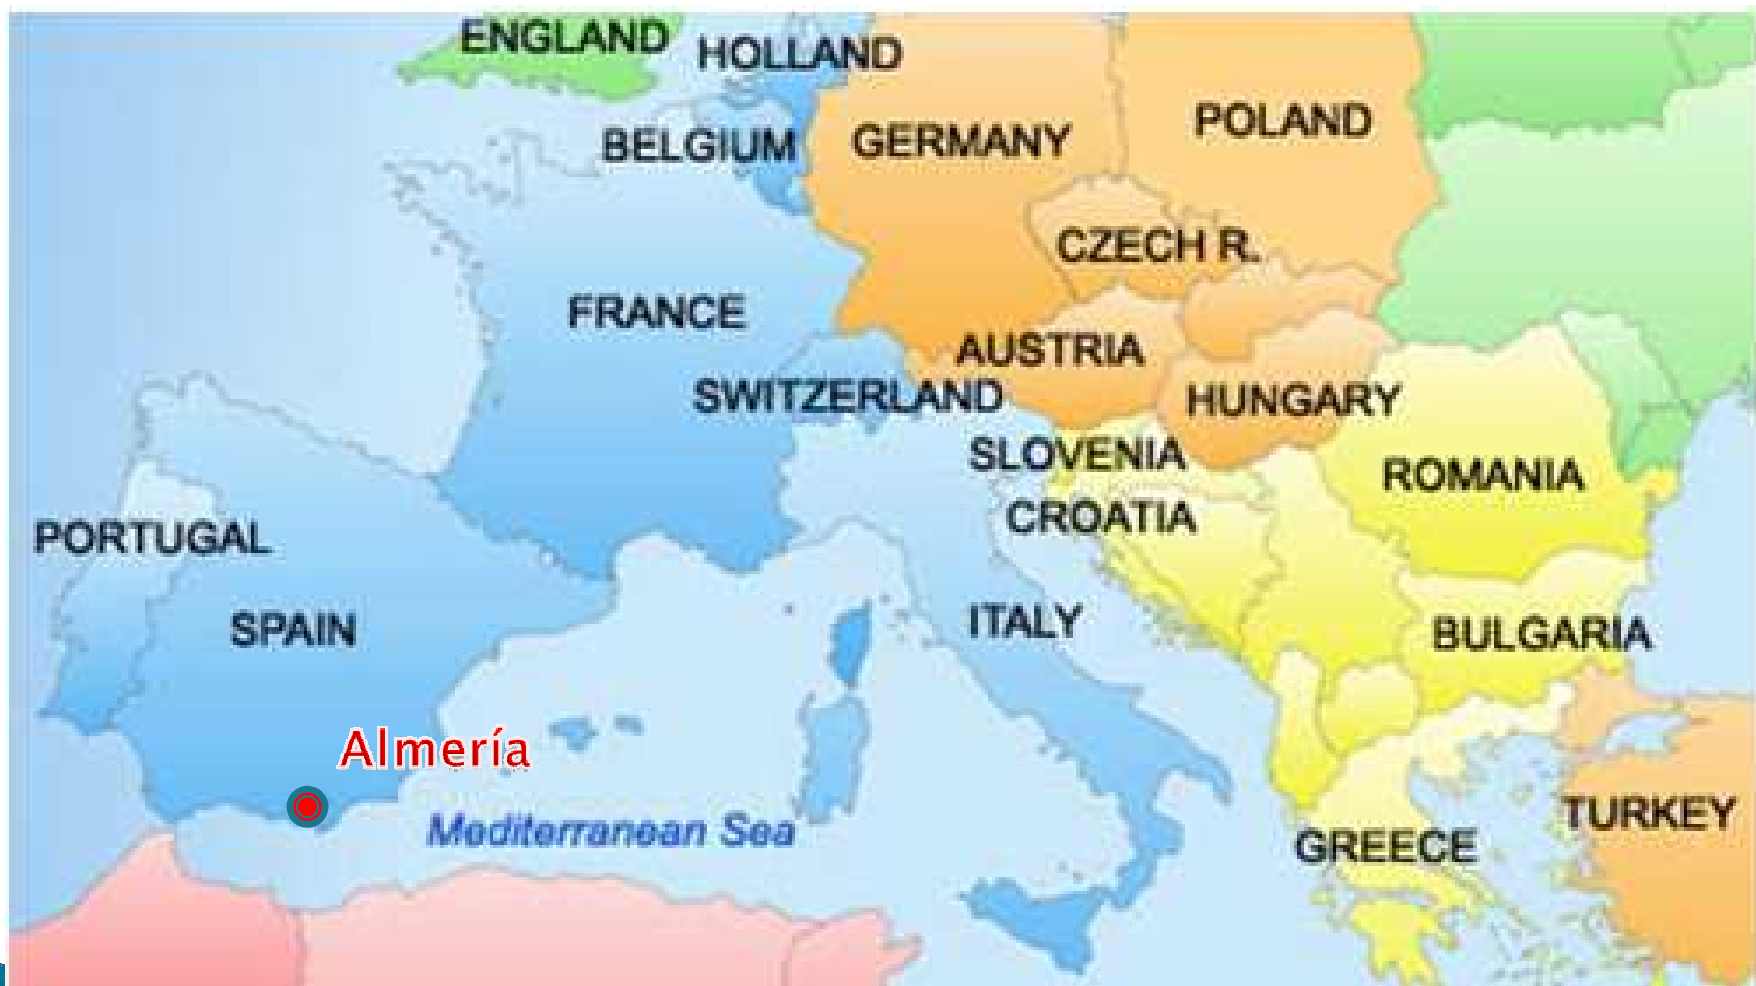 ENGLAND
HOLLAND
BELGIUM
GERMANY
POLAND
CZECH R.
FRANCE
AUSTRIA
SWITZERLAND
HUNGARY
SLOVENIA
ROMANIA
CROATIA
PORTUGAL
SPAIN
ITALY
BULGARIA
Almería
Mediterranean Sea
TURKEY
GREECE